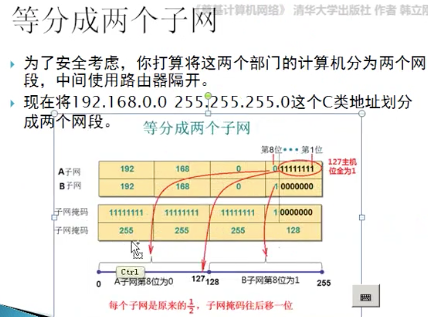 《奠基计算机网络》 清华大学出版社 作者 韩立刚
等分成两个子网
为了安全考虑，你打算将这两个部门的计算机分为两个网
段，中间使用路由器隔开。
现在将192.168.0.0 255.255.255.0这个C类地址划分
成两个网段。
等分成两个子网
第8位 • • • 第1位
A子网 192 168 0 0 1111111
127主机
位全为1
B子网 192 168 0 1 0000000
子网掩码 11111111 11111111 11111111 1 0000000
子网掩码 255 255 255 128
Ctrl
A子网第8位为0
B子网第8位为1
0 127 128 255
每个子网是原来的1/2，子网掩码往后移一位